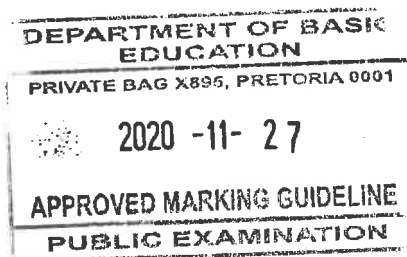 DEPARTMENT OF BASIC
EDUCATION
PRIVATE BAG X895, PRETORIA 0001
2020 -11- 27
APPROVED MARKING GUIDELINE
PUBLIC EXAMINATION